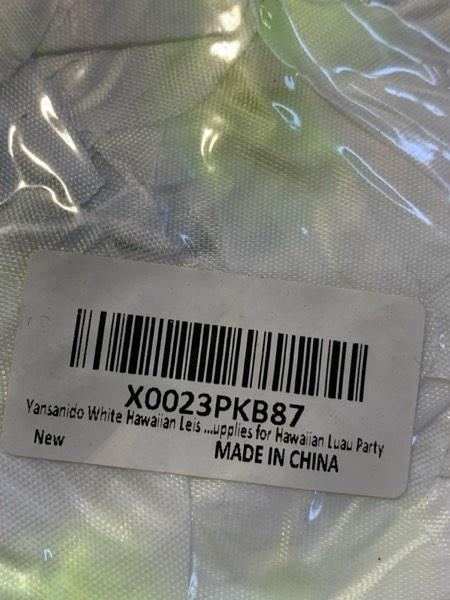 X0023PKB87
Yansanido White Hawaiian Leis ...upplies for Hawaiian Luau Party
New
MADE IN CHINA